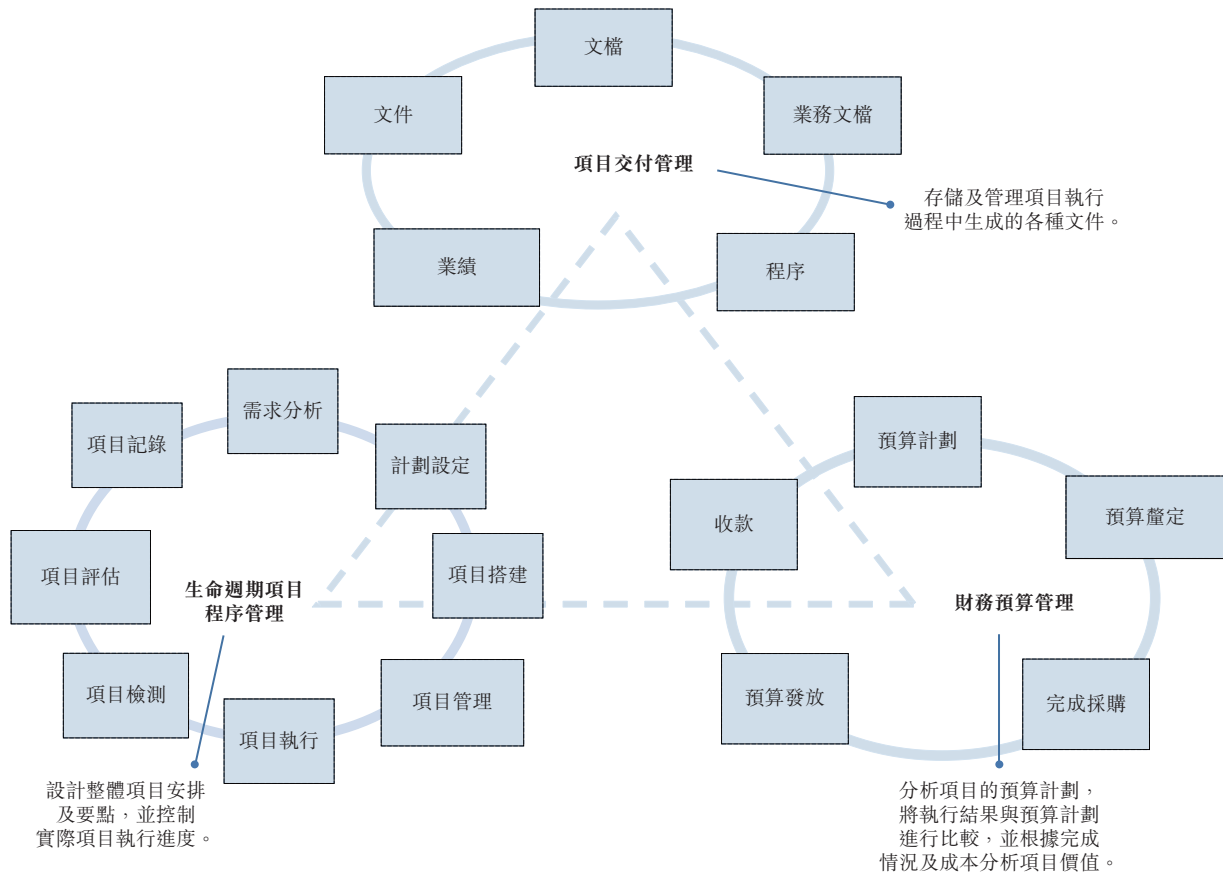 文檔
文件
業務文檔
項目交付管理
存儲及管理項目執行
過程中生成的各種文件。
業績
程序
需求分析
項目記錄
計劃設定
項目評估
項目搭建
生命週期項目
程序管理
項目檢測
項目管理
項目執行
設計整體項目安排
及要點，並控制
實際項目執行進度。
預算計劃
收款
預算釐定
財務預算管理
預算發放
完成採購
分析項目的預算計劃，
將執行結果與預算計劃
進行比較，並根據完成
情況及成本分析項目價值。